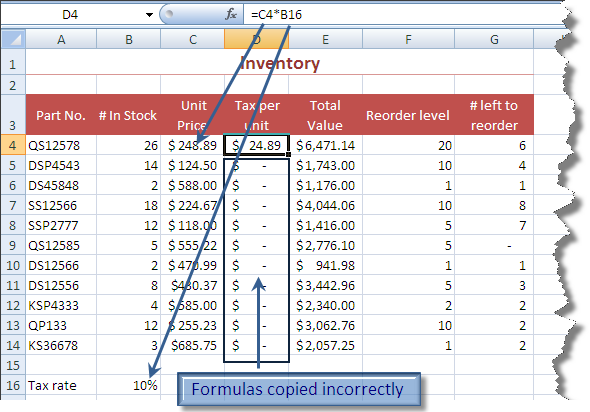 D4 fx =C4*B16
A B C D E F G
1 Inventory
2
3 Part No. # In Stock Unit Price Tax per unit Total Value Reorder level # left to reorder
4 QS12578 26 $ 248.89 $ 24.89 $ 6,471.14 20 6
5 DSP4543 14 $ 124.50 $ - $ 1,743.00 10 4
6 DS45848 2 $ 588.00 $ - $ 1,176.00 1 1
7 SS12566 18 $ 224.67 $ - $ 4,044.06 10 8
8 SSP2777 12 $ 118.00 $ - $ 1,416.00 5 7
9 QS12585 5 $ 555.22 $ - $ 2,776.10 5 -
10 DS12566 2 $ 470.99 $ - $ 941.98 1 1
11 DS12556 8 $430.37 $ - $ 3,442.96 5 3
12 KSP4333 4 $ 585.00 $ - $ 2,340.00 2 2
13 QP133 12 $ 255.23 $ - $ 3,062.76 10 2
14 KS36678 3 $685.75 $ - $ 2,057.25 1 2
15
16 Tax rate 10%
Formulas copied incorrectly